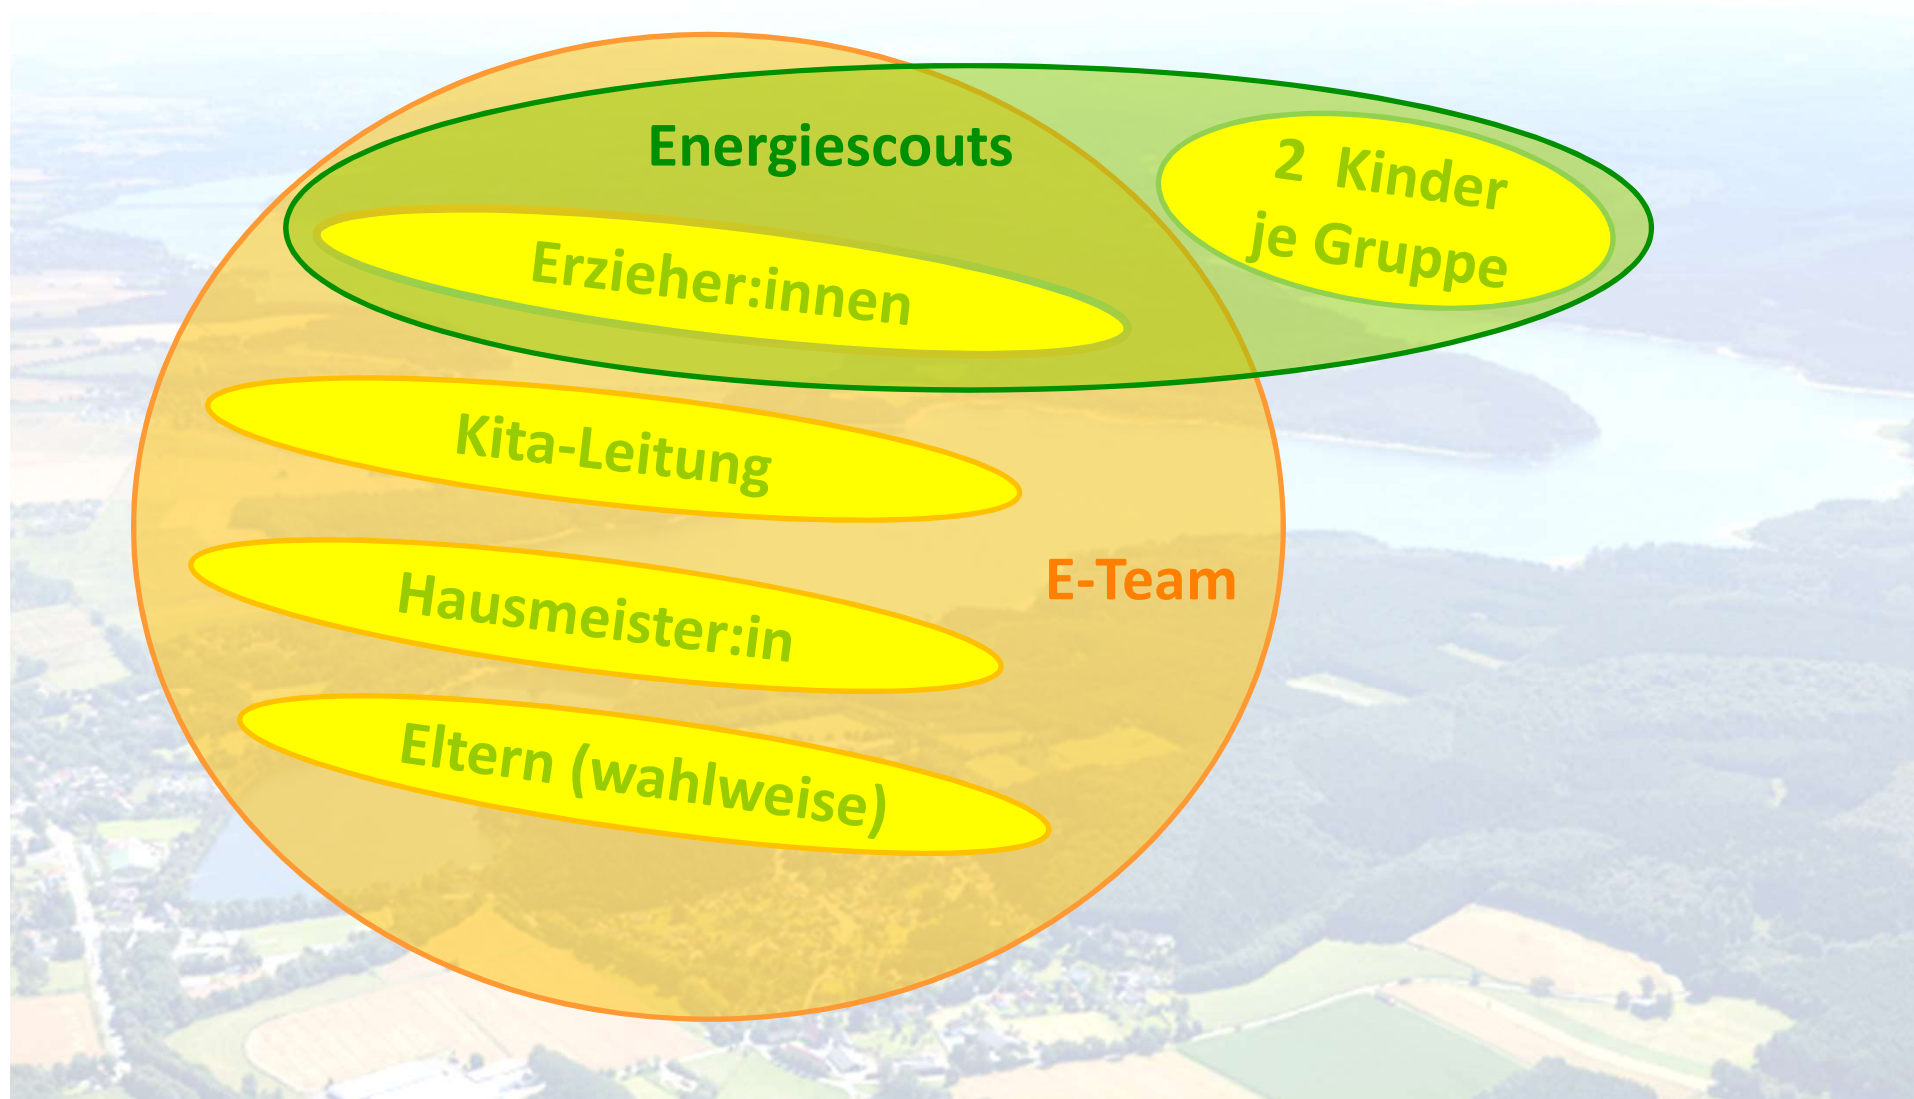 Energiescouts
2 Kinder
je Gruppe
Erzieher:innen
Kita-Leitung
Hausmeister:in
E-Team
Eltern (wahlweise)